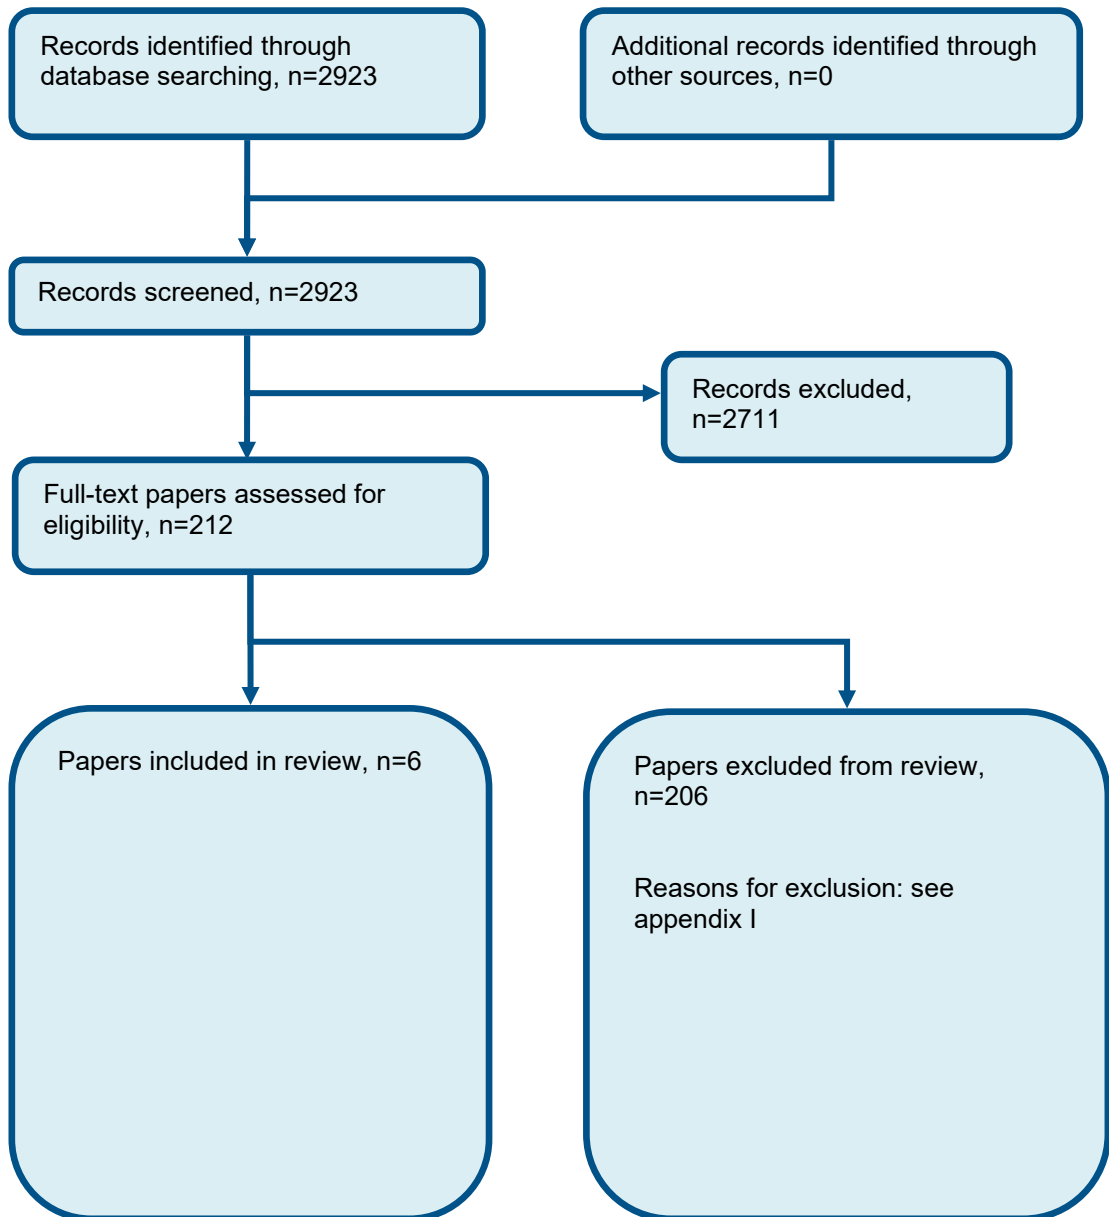 Records identified through
database searching, n=2923
Additional records identified through
other sources, n=0
Records screened, n=2923
Records excluded,
n=2711
Full-text papers assessed for
eligibility, n=212
Papers included in review, n=6
Papers excluded from review,
n=206
Reasons for exclusion: see
appendix I